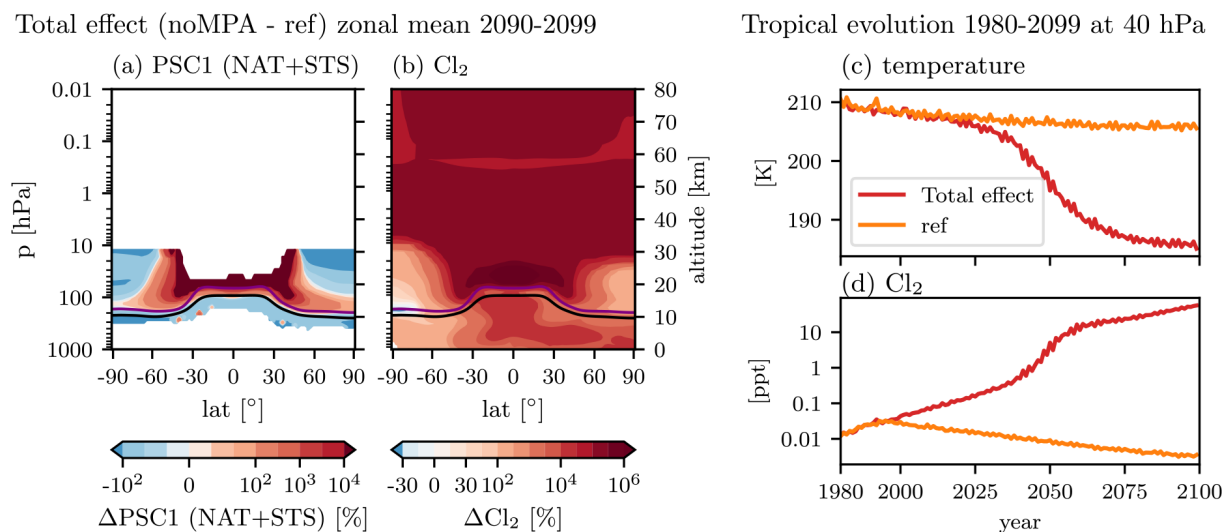 Total effect (noMPA - ref) zonal mean 2090-2099
Tropical evolution 1980-2099 at 40 hPa
(a) PSC1 (NAT+STS)
(b) Cl₂
(c) temperature
0.01
0.1
1
10
100
1000
p [hPa]
-90 -60 -30 0 30 60 90
lat [°]
80
70
60
50
40
30
20
10
0
altitude [km]
-90 -60 -30 0 30 60 90
lat [°]
-10² 0 10² 10³ 10⁴
ΔPSC1 (NAT+STS) [%]
-30 0 30 10² 10⁴ 10⁶
ΔCl₂ [%]
210
200
190
[K]
Total effect
ref
(d) Cl₂
10
1
0.1
0.01
[ppt]
1980 2000 2025 2050 2075 2100
year